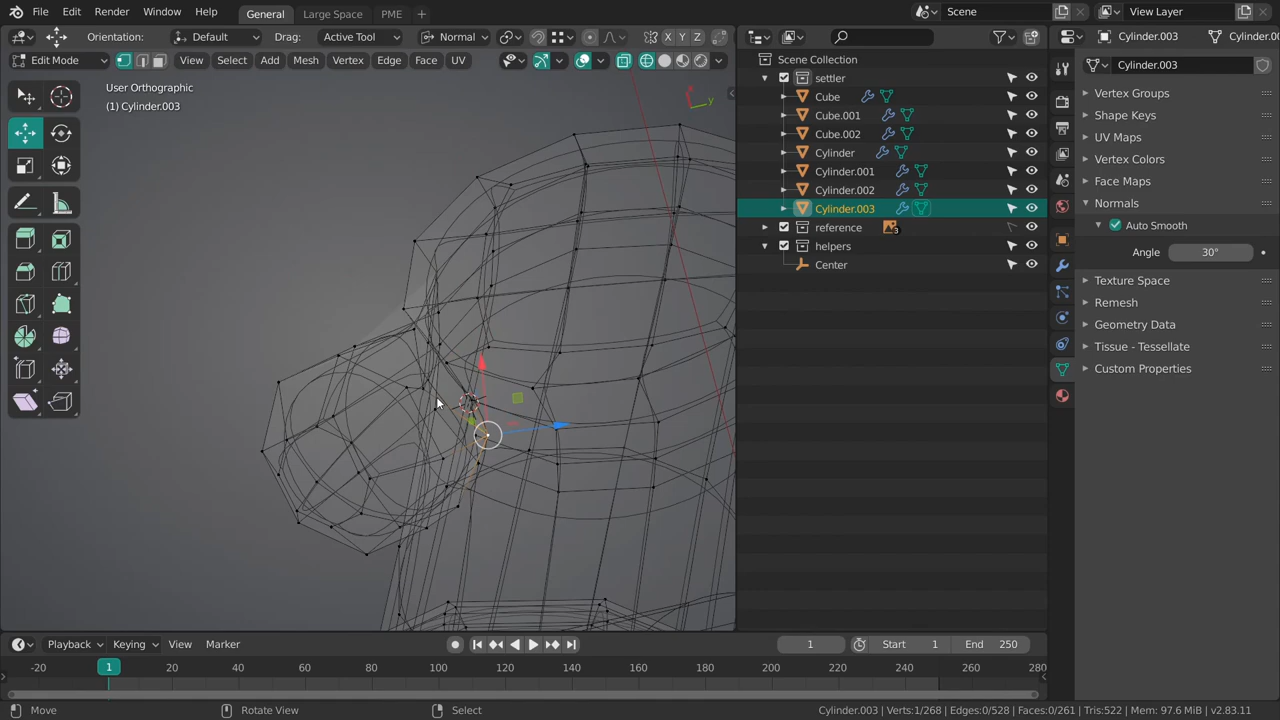 File Edit Render Window Help General Large Space PME + Scene View Layer
Orientation: Default Drag: Active Tool Normal X Y Z Cylinder.003 Cylinder.00
Edit Mode View Select Add Mesh Vertex Edge Face UV
User Orthographic
(1) Cylinder.003
y
Scene Collection
settler
Cube
Cube.001
Cube.002
Cylinder
Cylinder.001
Cylinder.002
Cylinder.003
reference 3
helpers
Center
Cylinder.003
Vertex Groups
Shape Keys
UV Maps
Vertex Colors
Face Maps
Normals
Auto Smooth
Angle 30°
Texture Space
Remesh
Geometry Data
Tissue - Tessellate
Custom Properties
Playback Keying View Marker 1 Start 1 End 250
-20 1 20 40 60 80 100 120 140 160 180 200 220 240 260 280
Move Rotate View Select Cylinder.003 | Verts:1/268 | Edges:0/528 | Faces:0/261 | Tris:522 | Mem: 97.6 MiB | v2.83.11